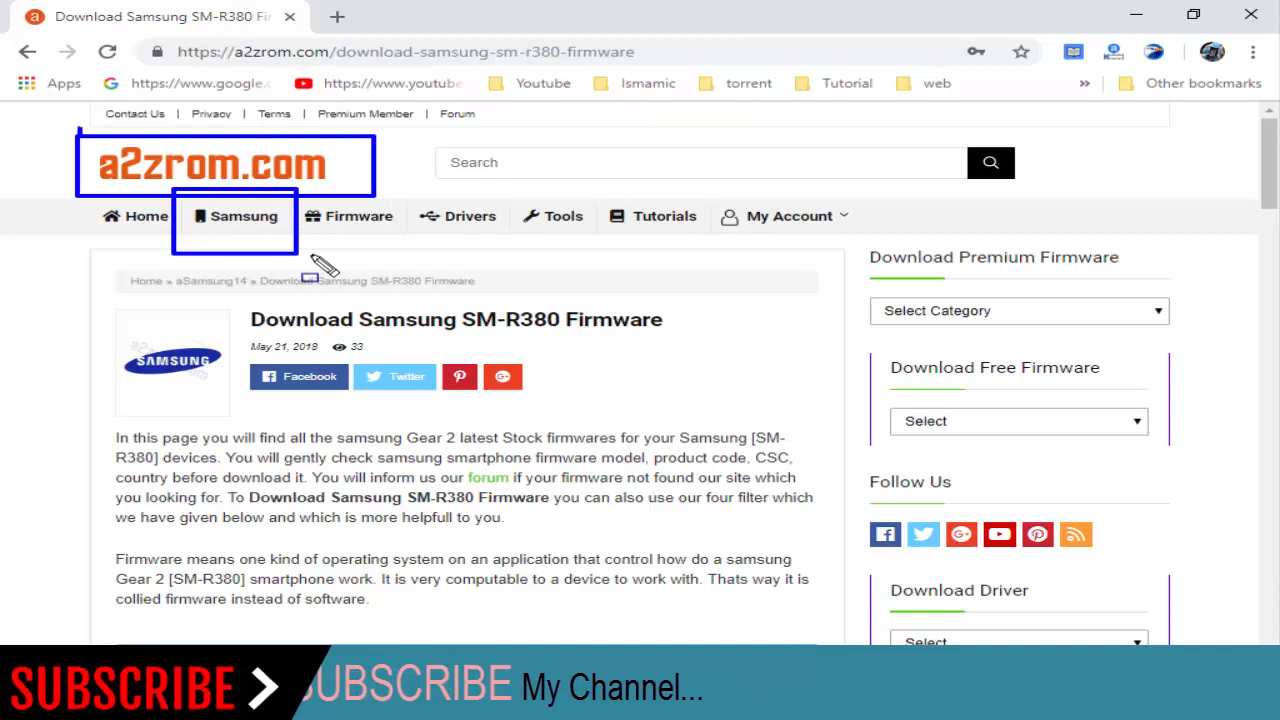 Download Samsung SM-R380 Fir
https://a2zrom.com/download-samsung-sm-r380-firmware
Apps https://www.google.c https://www.youtube Youtube Ismamic torrent Tutorial web » Other bookmarks
Contact Us | Privacy | Terms | Premium Member | Forum
a2zrom.com
Search
Home Samsung Firmware Drivers Tools Tutorials My Account
Home » aSamsung14 » Download Samsung SM-R380 Firmware
Download Samsung SM-R380 Firmware
May 21, 2018 33
SAMSUNG
Facebook Twitter
In this page you will find all the samsung Gear 2 latest Stock firmwares for your Samsung [SM-
R380] devices. You will gently check samsung smartphone firmware model, product code, CSC,
country before download it. You will inform us our forum if your firmware not found our site which
you looking for. To Download Samsung SM-R380 Firmware you can also use our four filter which
we have given below and which is more helpfull to you.
Firmware means one kind of operating system on an application that control how do a samsung
Gear 2 [SM-R380] smartphone work. It is very computable to a device to work with. Thats way it is
collied firmware instead of software.
Download Premium Firmware
Select Category
Download Free Firmware
Select
Follow Us
Download Driver
Select
SUBSCRIBE
SUBSCRIBE My Channel...